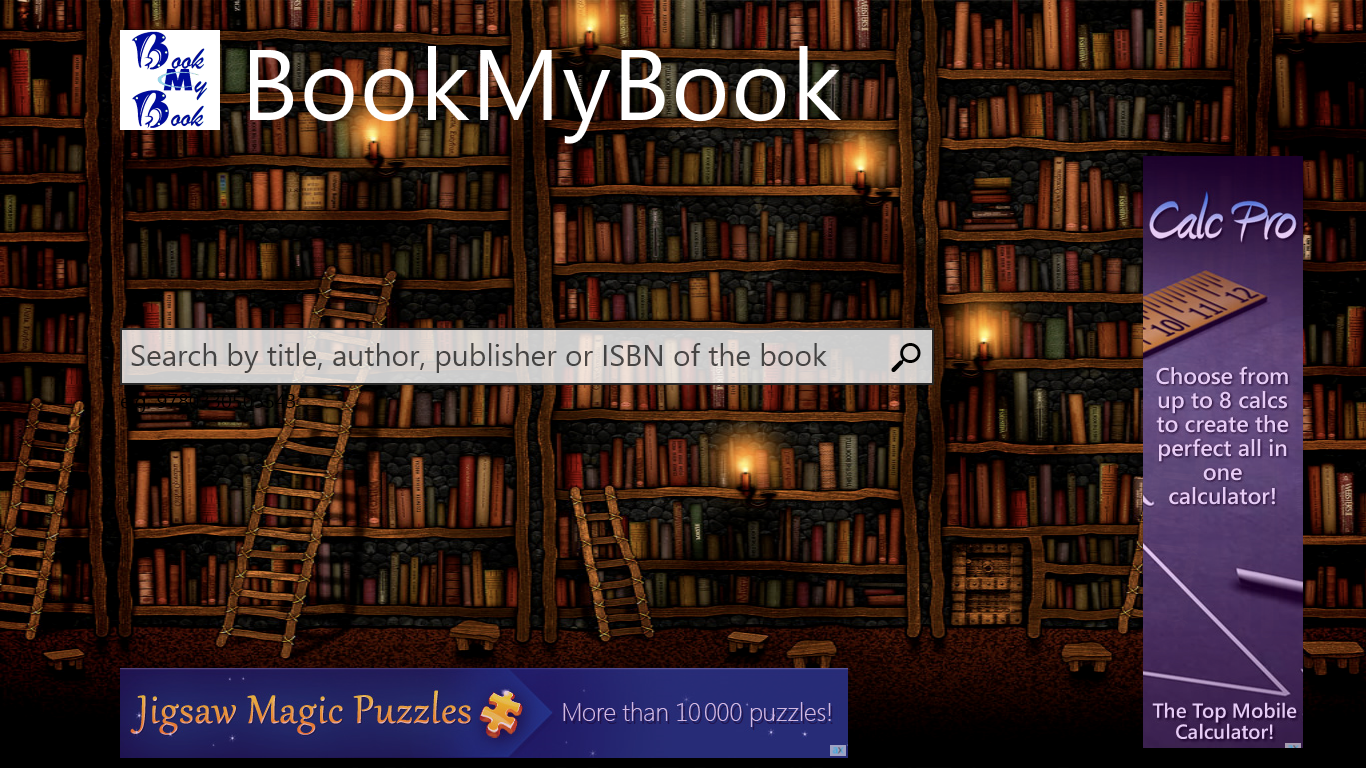 Book
My
Book
BookMyBook
Search by title, author, publisher or ISBN of the book
Calc Pro
10 11 12
Choose from
up to 8 calcs
to create the
perfect all in
one
calculator!
The Top Mobile
Calculator!
Jigsaw Magic Puzzles
More than 10 000 puzzles!